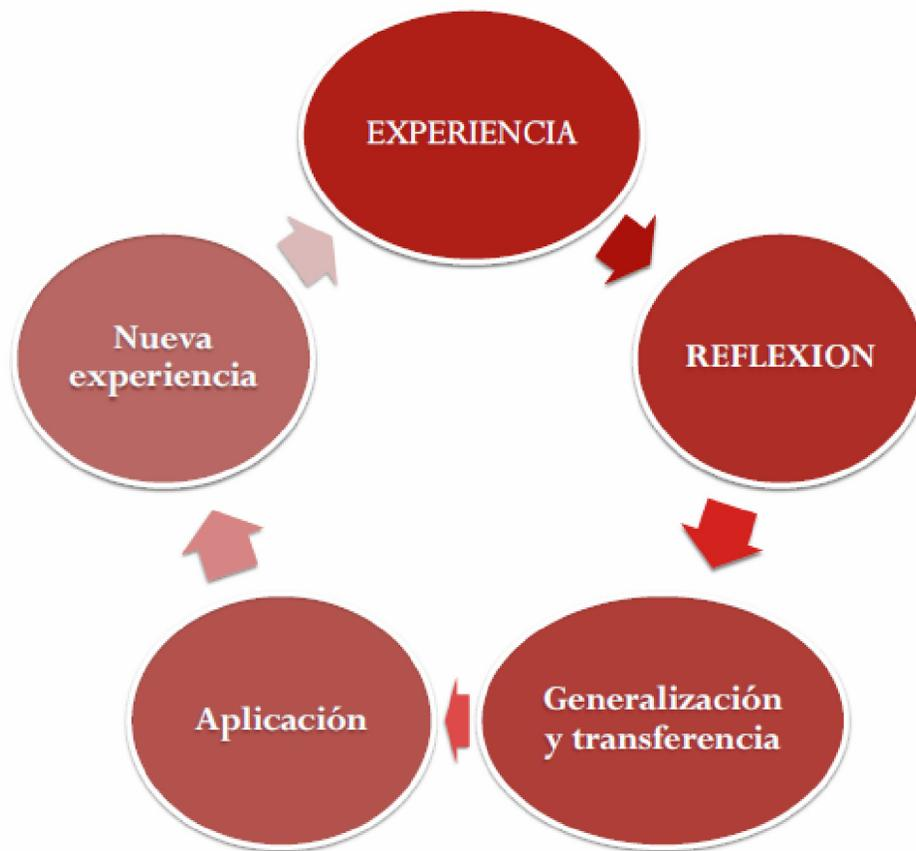 EXPERIENCIA
REFLEXION
Generalización
y transferencia
Aplicación
Nueva
experiencia